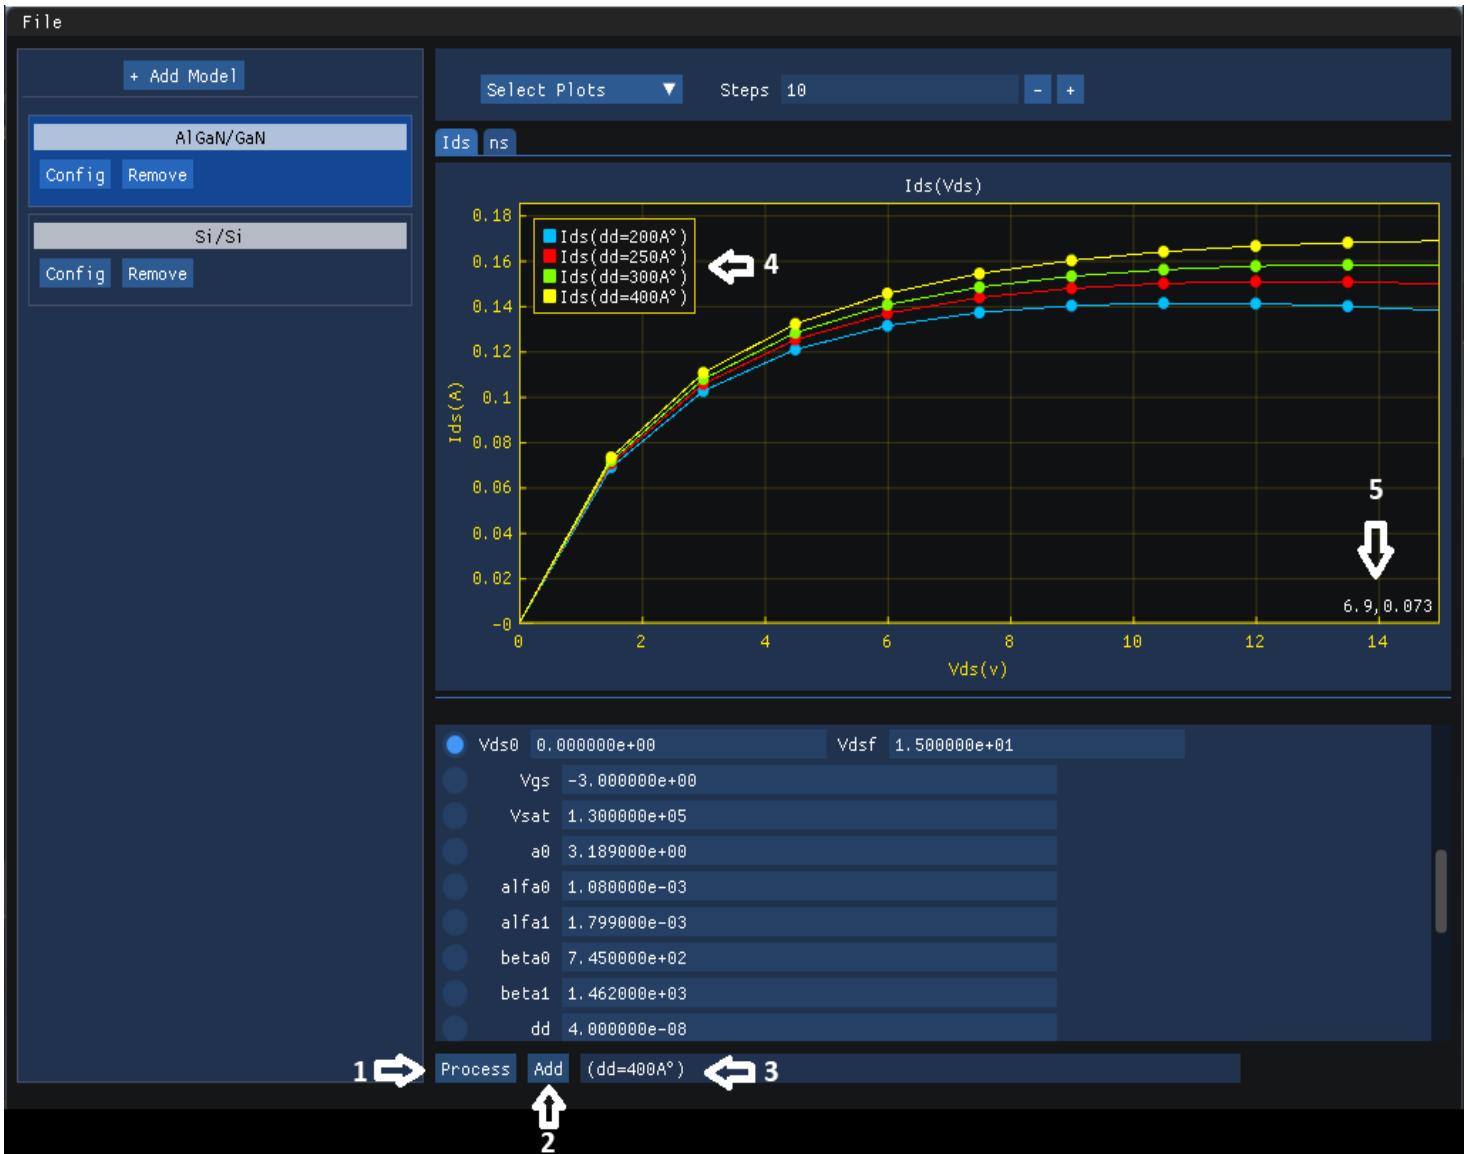 File
+ Add Model
AlGaN/GaN
Config Remove
Si/Si
Config Remove
Select Plots Steps 10 - +
Ids ns
Ids(Vds)
0.18
0.16
0.14
0.12
0.1
0.08
0.06
0.04
0.02
-0
Ids(A)
Ids(dd=200A°)
Ids(dd=250A°)
Ids(dd=300A°)
Ids(dd=400A°)
4
5
6.9,0.073
0 2 4 6 8 10 12 14
Vds(v)
Vds0 0.000000e+00 Vdsf 1.500000e+01
Vgs -3.000000e+00
Vsat 1.300000e+05
a0 3.189000e+00
alfa0 1.080000e-03
alfa1 1.799000e-03
beta0 7.450000e+02
beta1 1.462000e+03
dd 4.000000e-08
1 Process Add (dd=400A°) 3
2